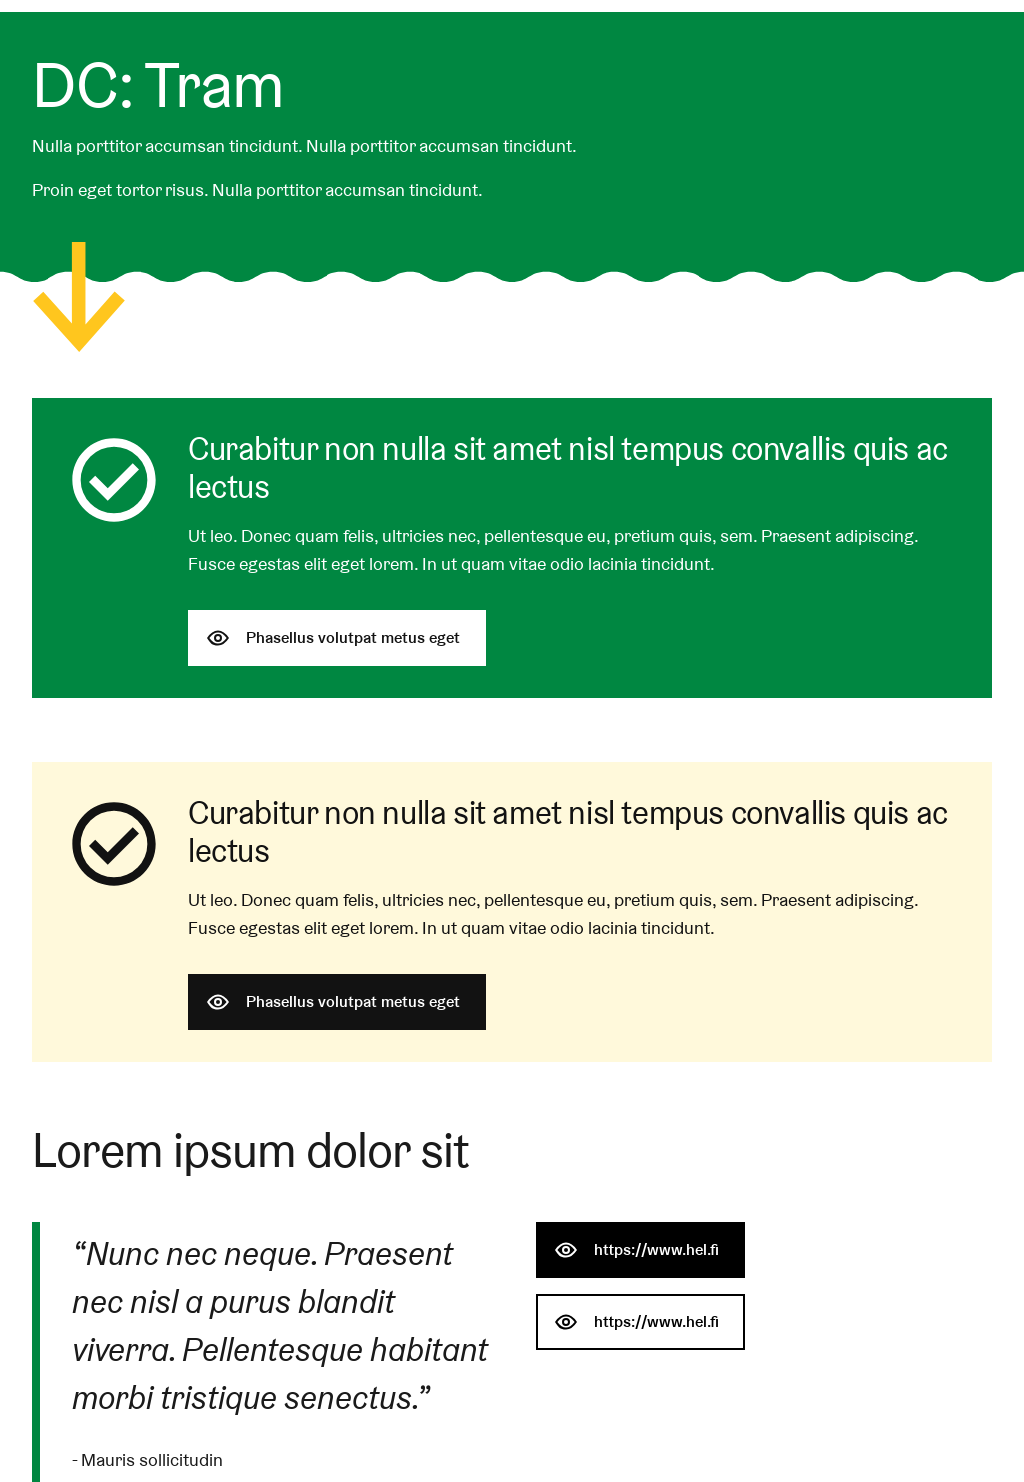 DC: Tram
Nulla porttitor accumsan tincidunt. Nulla porttitor accumsan tincidunt.
Proin eget tortor risus. Nulla porttitor accumsan tincidunt.
Curabitur non nulla sit amet nisl tempus convallis quis ac
lectus
Ut leo. Donec quam felis, ultricies nec, pellentesque eu, pretium quis, sem. Praesent adipiscing.
Fusce egestas elit eget lorem. In ut quam vitae odio lacinia tincidunt.
Phasellus volutpat metus eget
Curabitur non nulla sit amet nisl tempus convallis quis ac
lectus
Ut leo. Donec quam felis, ultricies nec, pellentesque eu, pretium quis, sem. Praesent adipiscing.
Fusce egestas elit eget lorem. In ut quam vitae odio lacinia tincidunt.
Phasellus volutpat metus eget
Lorem ipsum dolor sit
“Nunc nec neque. Praesent
nec nisl a purus blandit
viverra. Pellentesque habitant
morbi tristique senectus.”
- Mauris sollicitudin
https://www.hel.fi
https://www.hel.fi